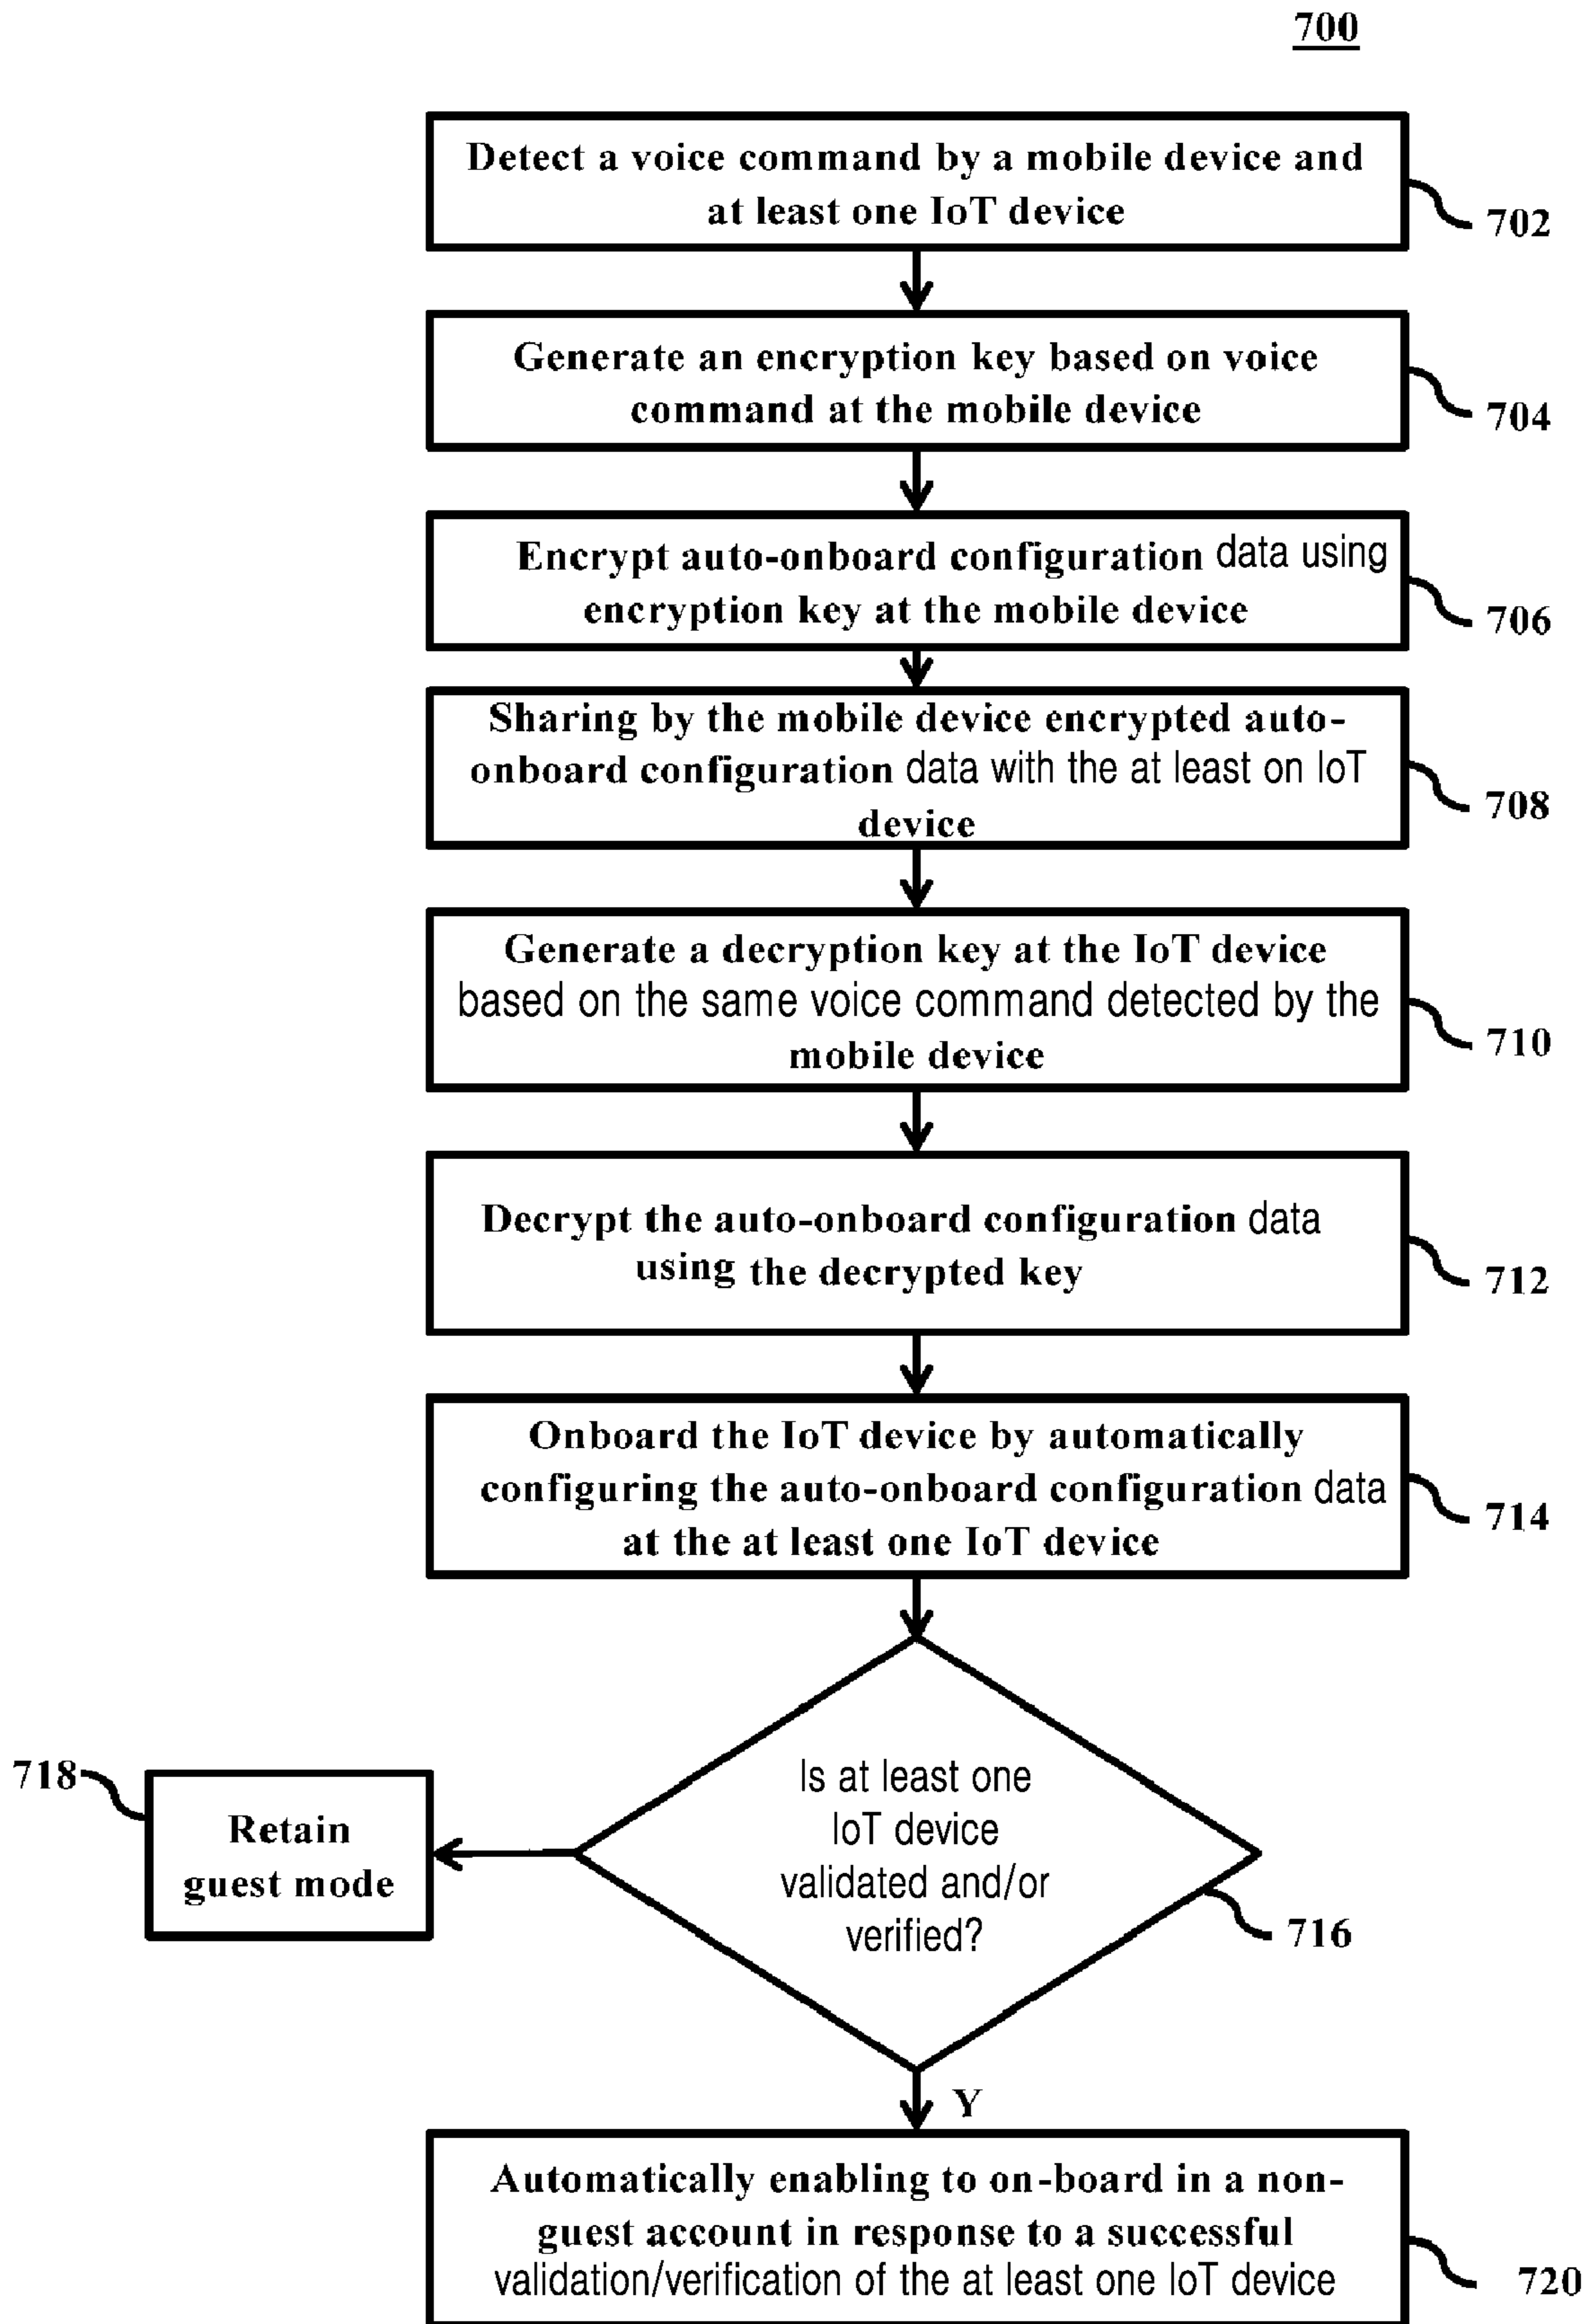 700
Detect a voice command by a mobile device and
at least one IoT device
702
Generate an encryption key based on voice
command at the mobile device
704
Encrypt auto-onboard configuration data using
encryption key at the mobile device
706
Sharing by the mobile device encrypted auto-
onboard configuration data with the at least on IoT
device
708
Generate a decryption key at the IoT device
based on the same voice command detected by the
mobile device
710
Decrypt the auto-onboard configuration data
using the decrypted key
712
Onboard the IoT device by automatically
configuring the auto-onboard configuration data
at the at least one IoT device
714
Is at least one
IoT device
validated and/or
verified?
716
718
Retain
guest mode
Y
Automatically enabling to on-board in a non-
guest account in response to a successful
validation/verification of the at least one IoT device
720